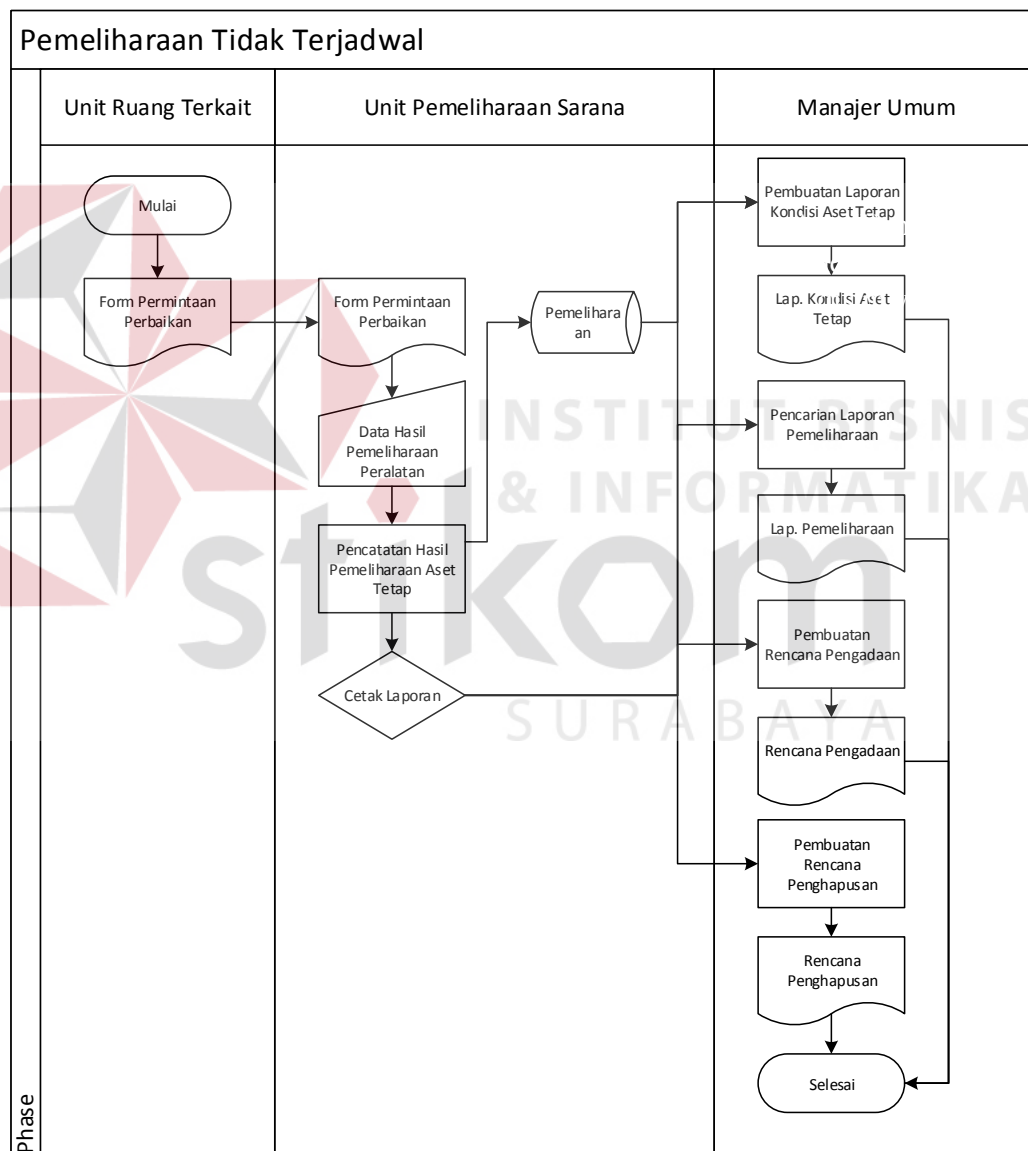 Pemeliharaan Tidak Terjadwal
Unit Ruang Terkait
Unit Pemeliharaan Sarana
Manajer Umum
Mulai
Form Permintaan
Perbaikan
Form Permintaan
Perbaikan
Data Hasil
Pemeliharaan
Peralatan
Pencatatan Hasil
Pemeliharaan Aset
Tetap
Cetak Laporan
Pemelihara
an
Pembuatan Laporan
Kondisi Aset Tetap
Lap. Kondisi Aset
Tetap
Pencarian Laporan
Pemeliharaan
Lap. Pemeliharaan
Pembuatan
Rencana Pengadaan
Rencana Pengadaan
Pembuatan
Rencana
Penghapusan
Rencana
Penghapusan
Selesai
Phase
INSTITUT BISNIS
& INFORMATIKA
stikom
SURABAYA